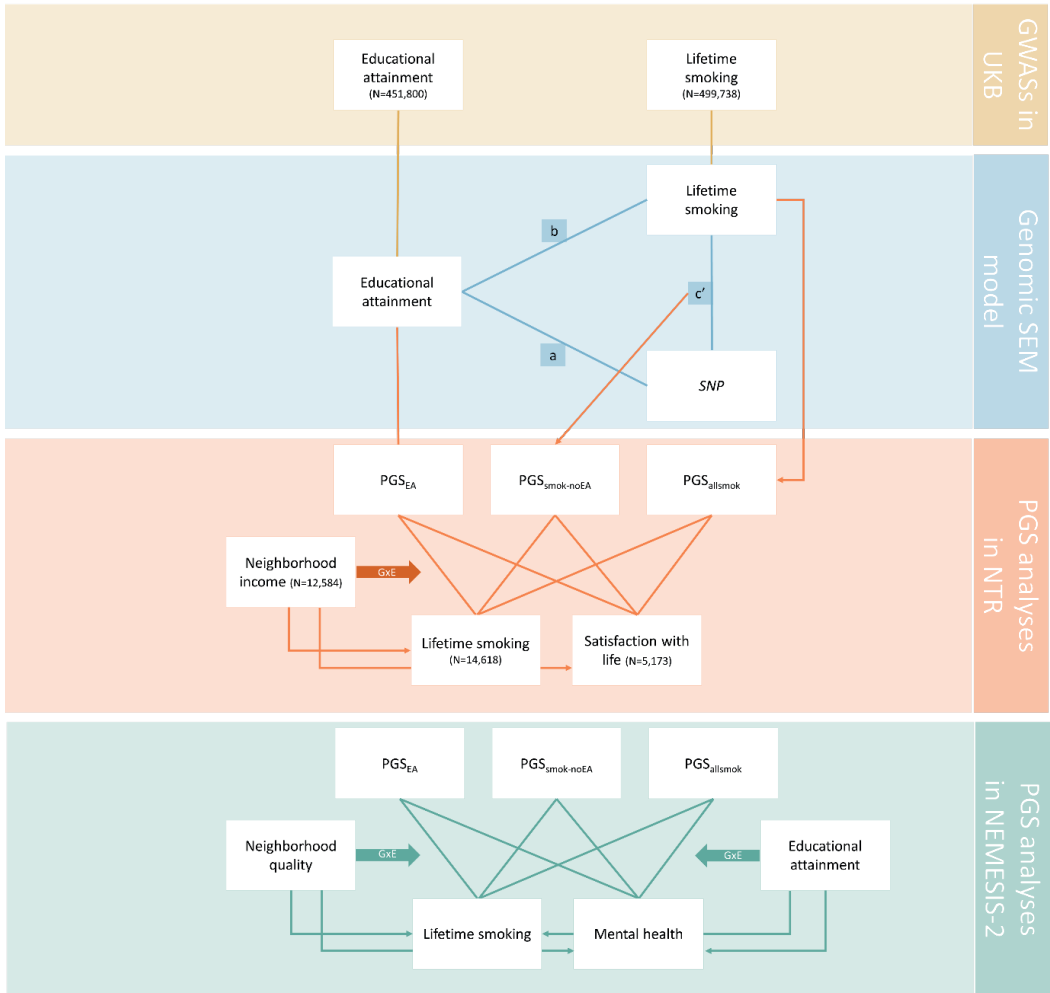 Educational
attainment
(N=451,800)
Lifetime
smoking
(N=499,738)
GWASs in
UKB
Lifetime
smoking
b
Educational
attainment
c’
a
SNP
Genomic SEM
model
PGSEA
PGSsmok-noEA
PGSallsmok
Neighborhood
income (N=12,584)
GxE
Lifetime smoking
(N=14,618)
Satisfaction with
life (N=5,173)
PGS analyses
in NTR
PGSEA
PGSsmok-noEA
PGSallsmok
Neighborhood
quality
GxE
GxE
Educational
attainment
Lifetime smoking
Mental health
PGS analyses
in NEMESIS-2